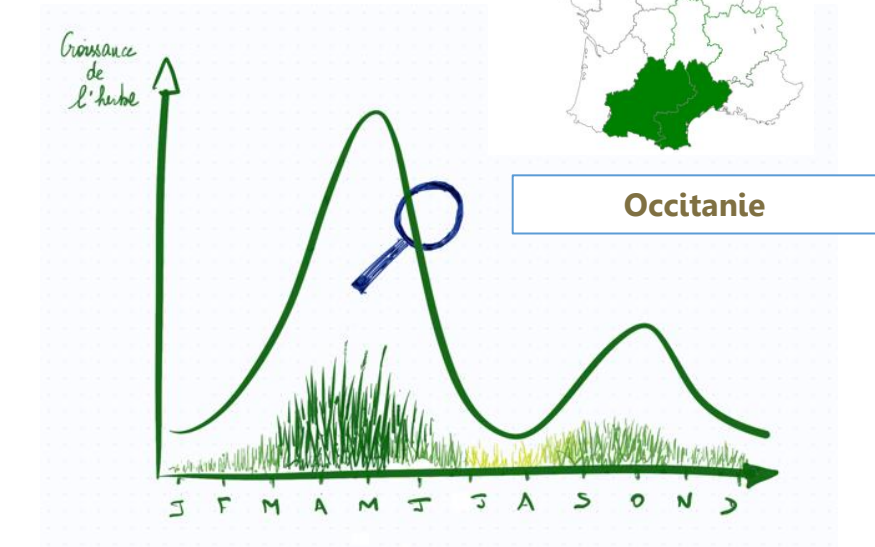 Croissance
de
l'herbe
Occitanie
J F M A M J J A S O N D